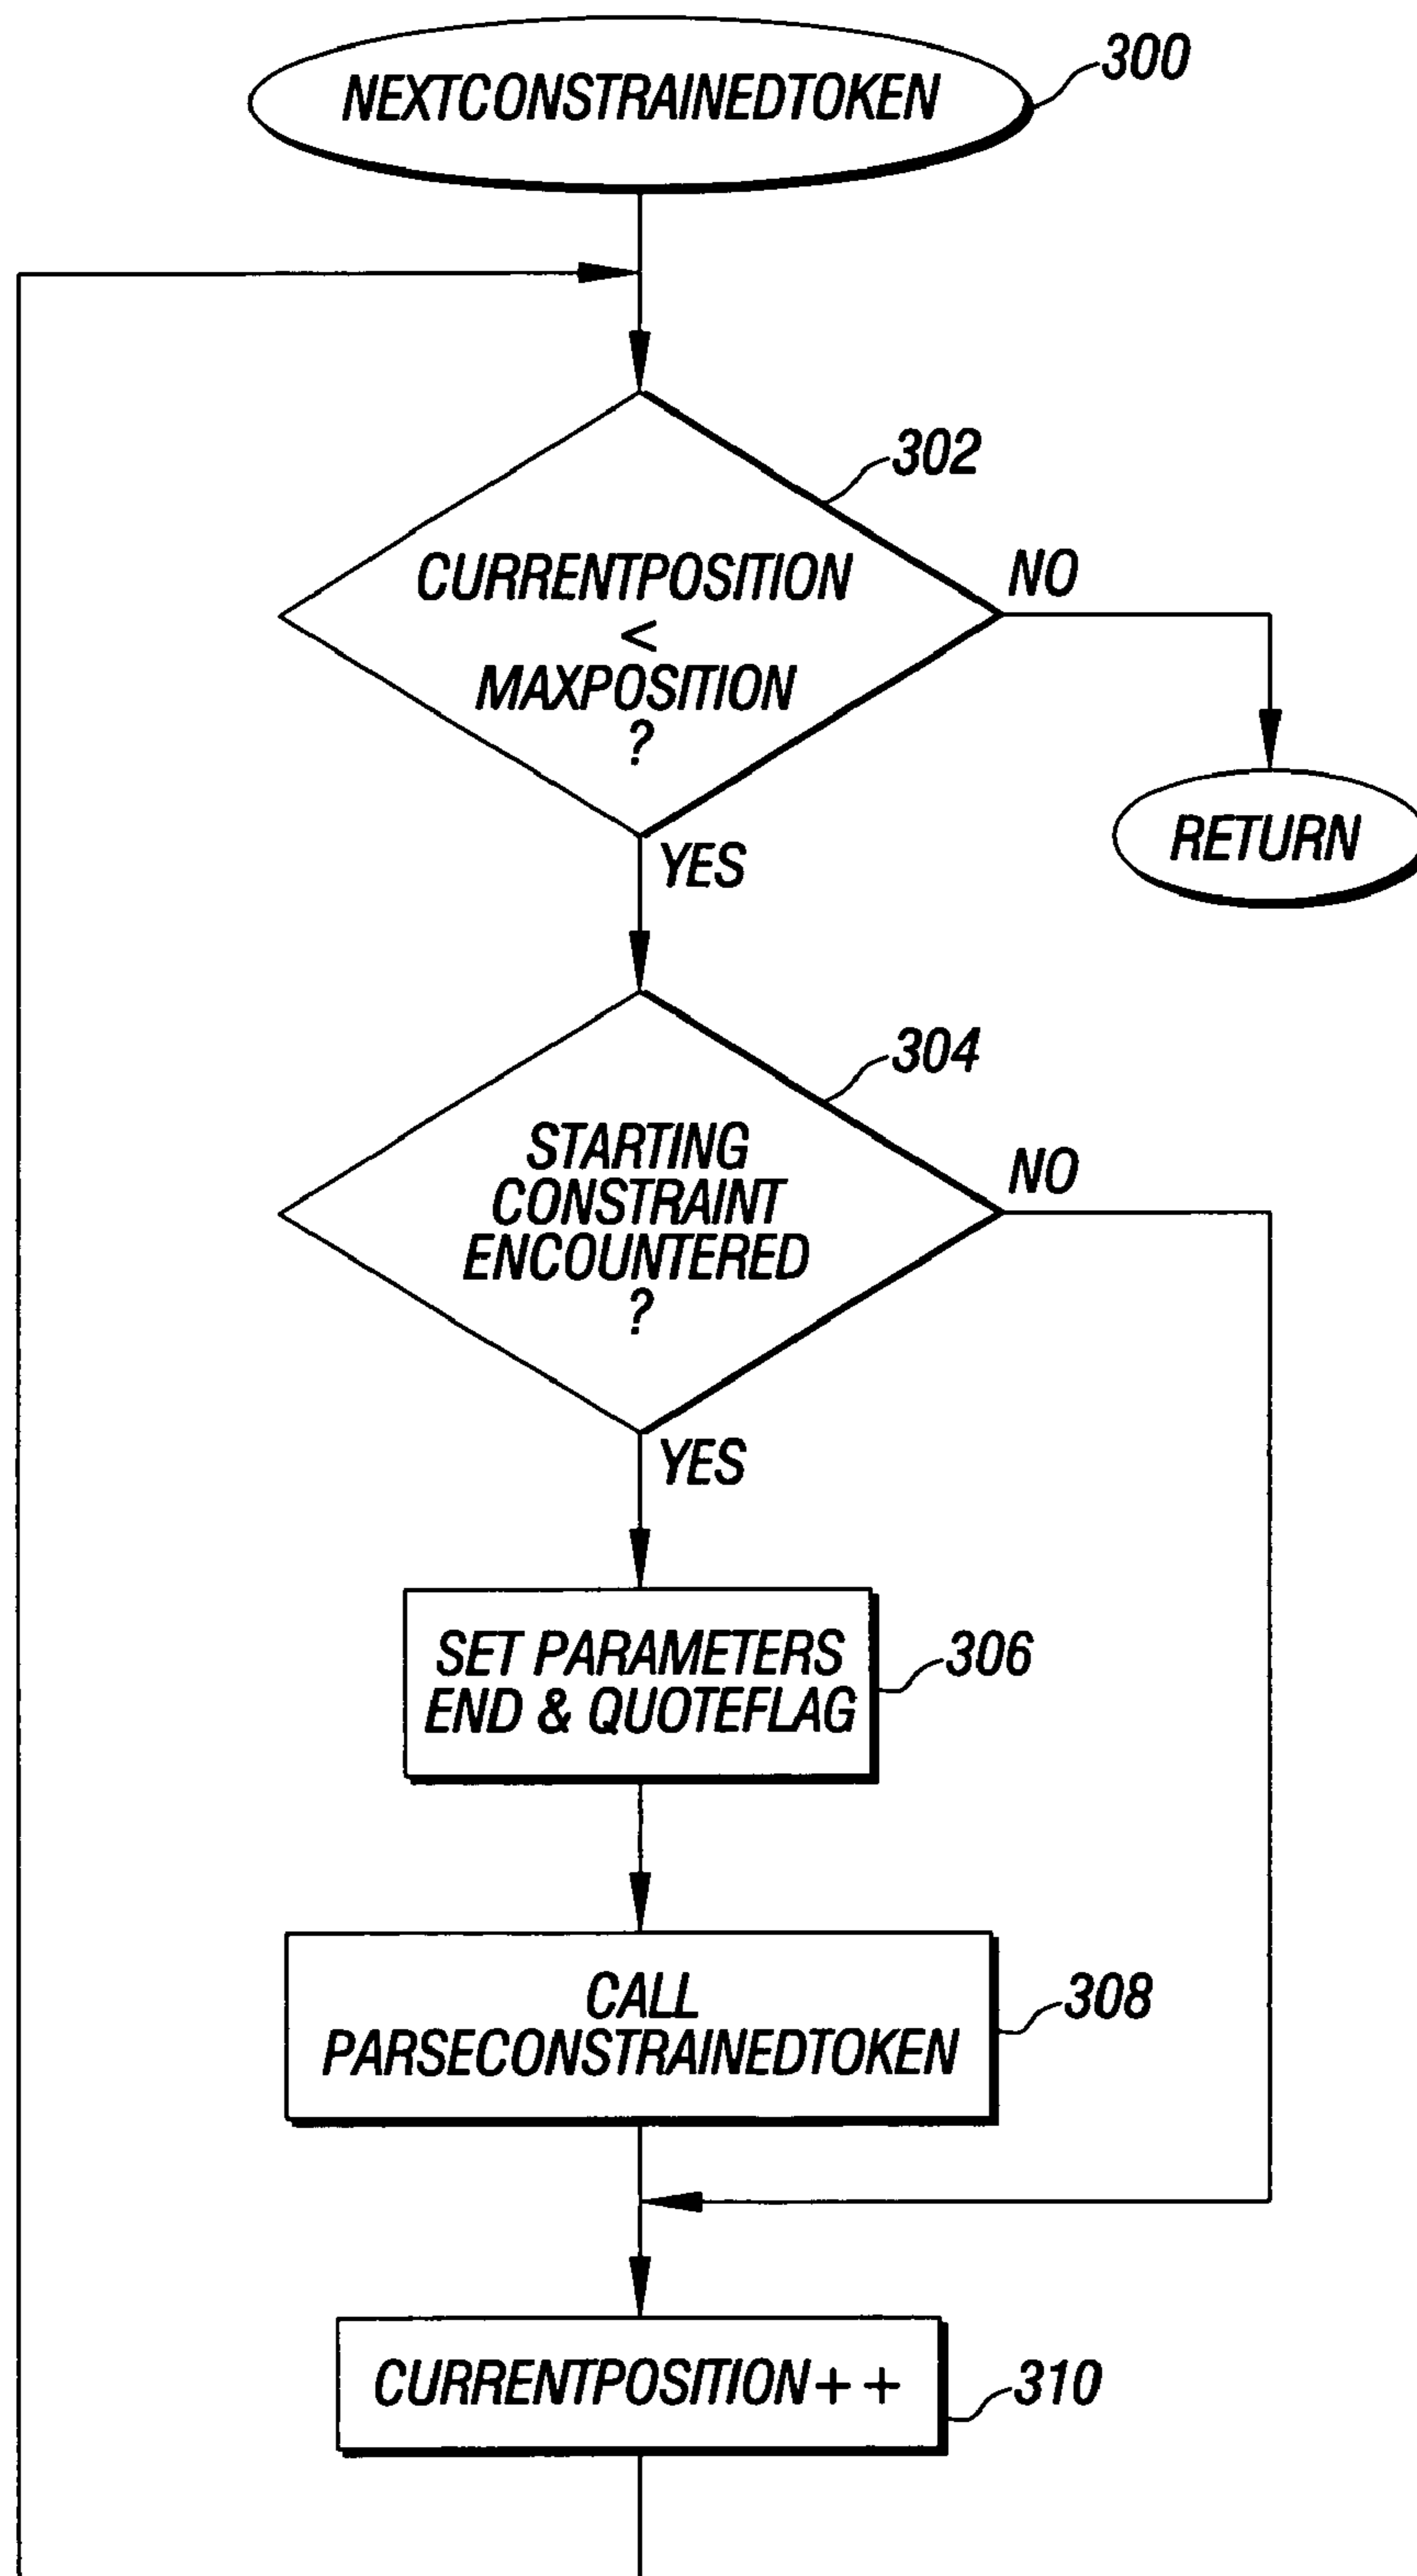 NEXTCONSTRAINEDTOKEN
300
302
CURRENTPOSITION
<
MAXPOSITION
?
NO
RETURN
YES
304
STARTING
CONSTRAINT
ENCOUNTERED
?
NO
YES
SET PARAMETERS
END & QUOTEFLAG
306
CALL
PARSECONSTRAINEDTOKEN
308
CURRENTPOSITION++
310